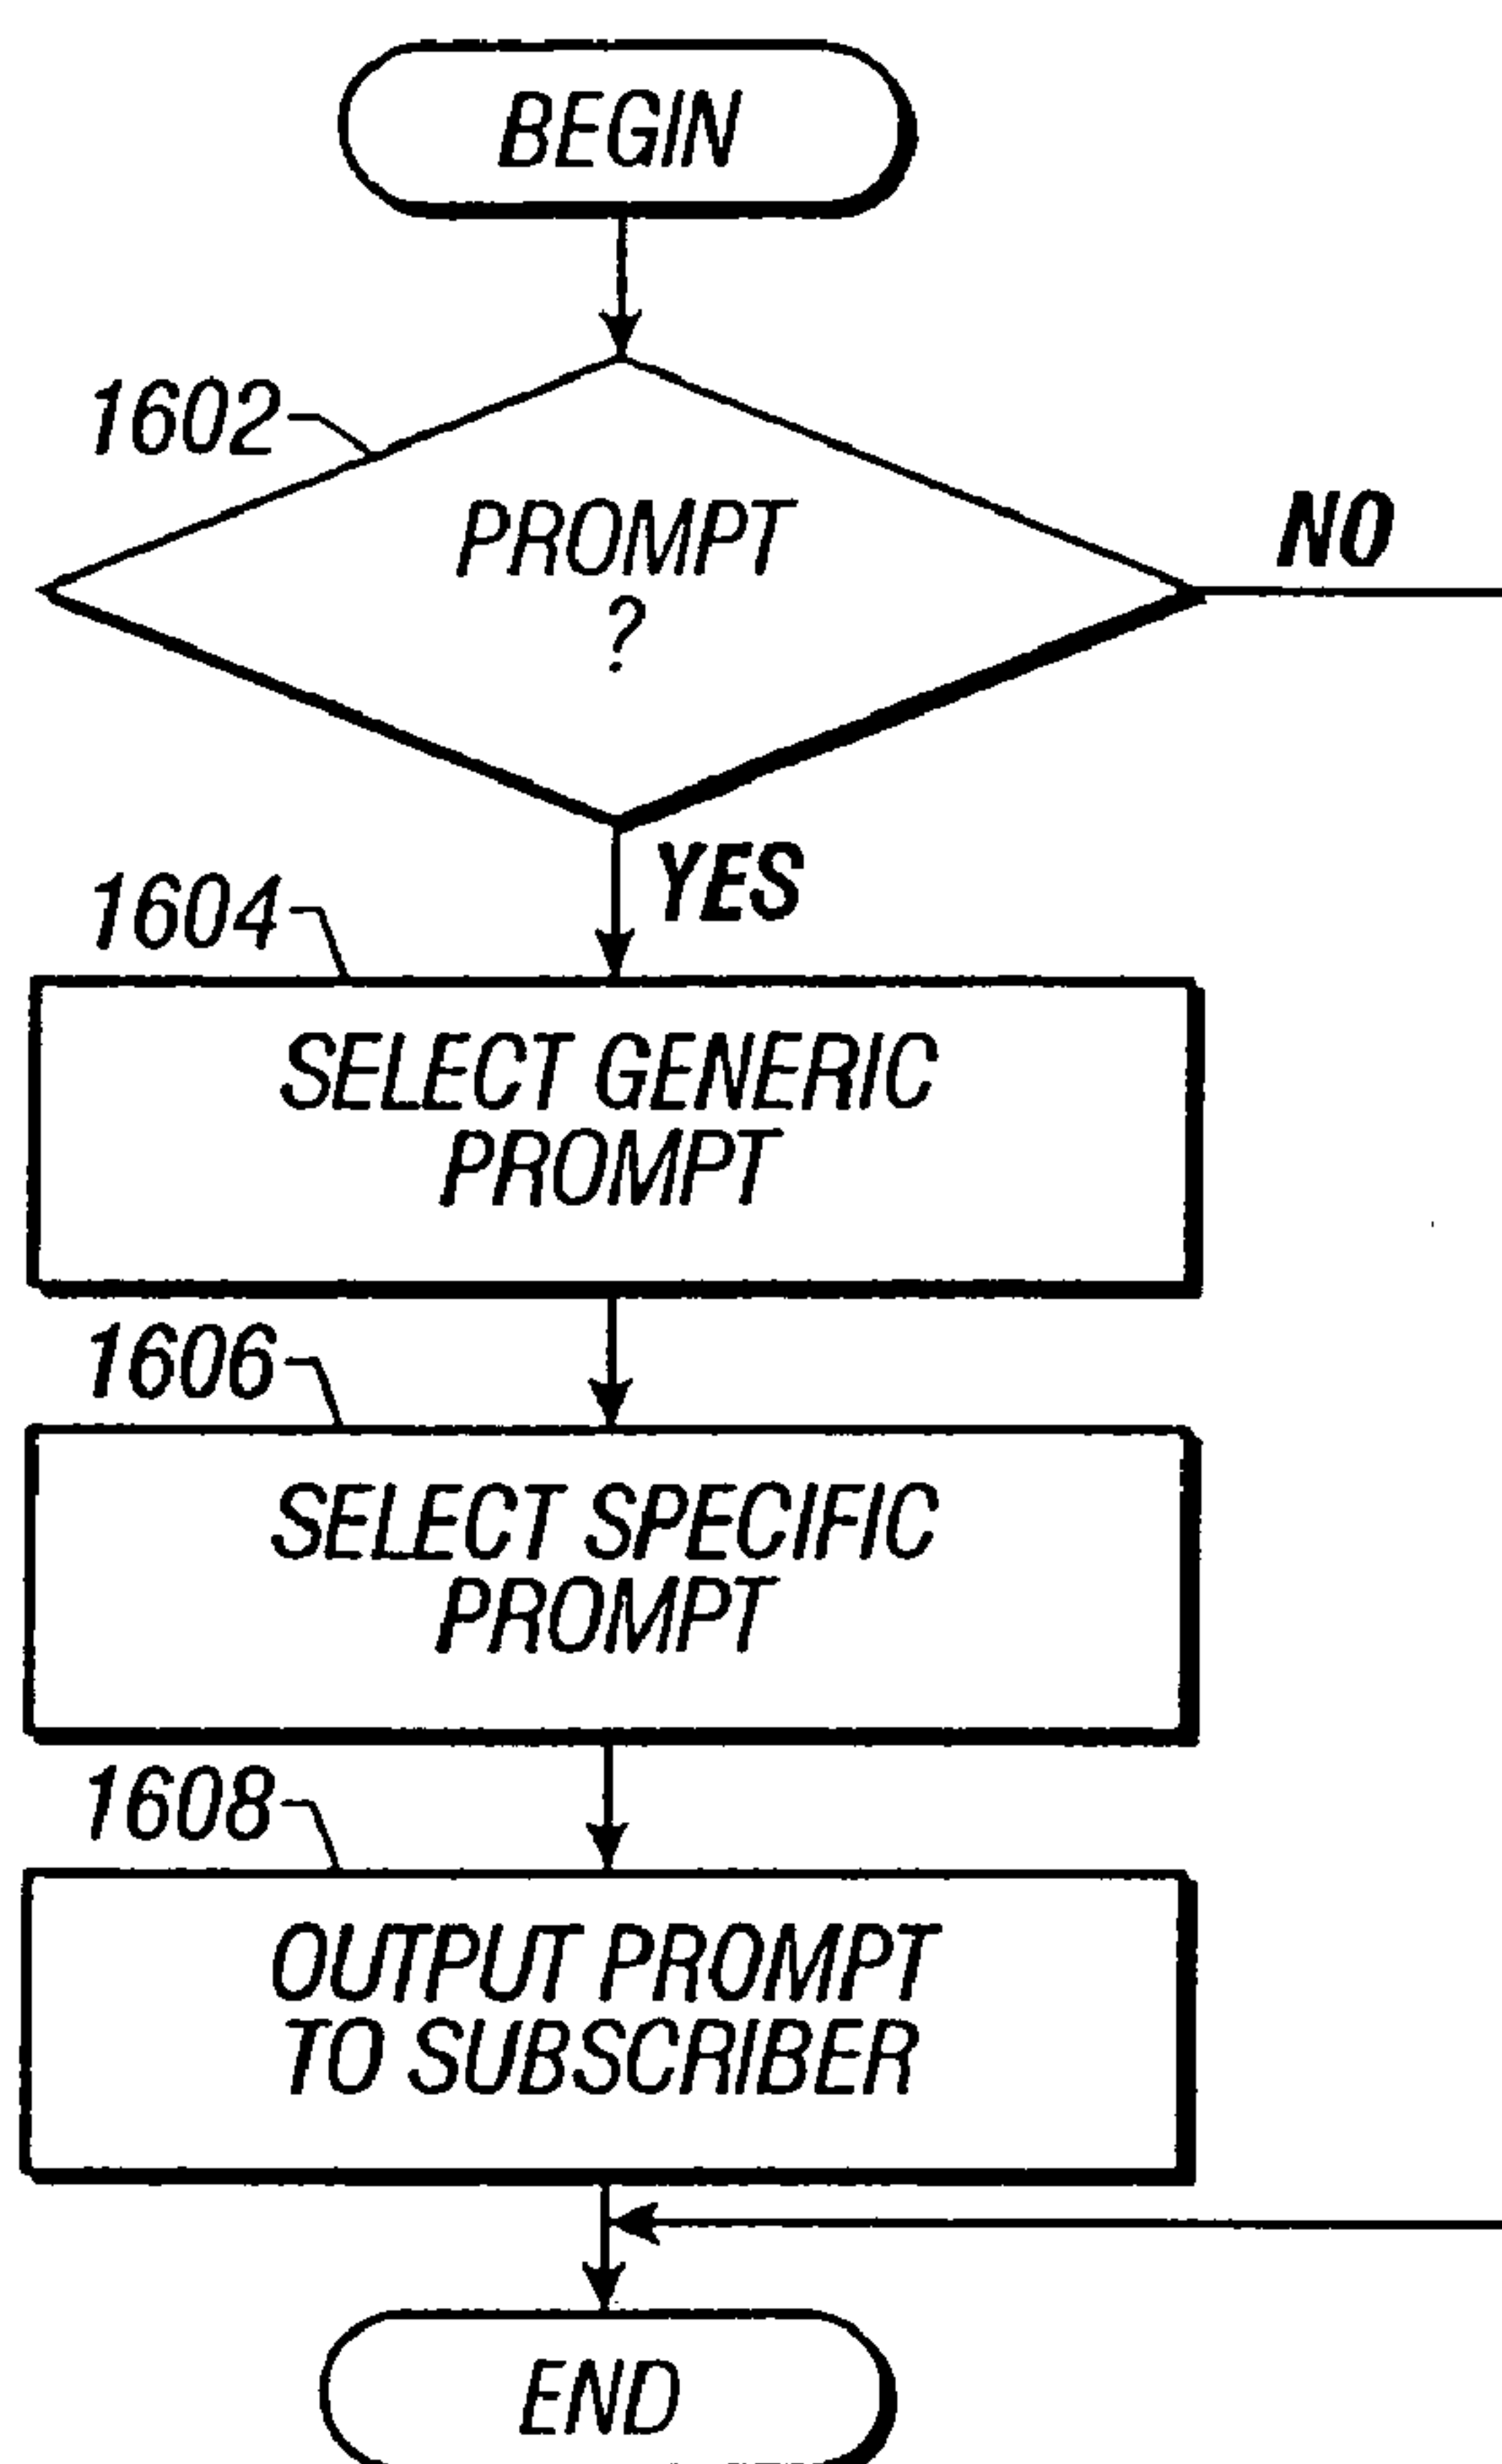 BEGIN
1602
PROMPT
?
NO
YES
1604
SELECT GENERIC
PROMPT
1606
SELECT SPECIFIC
PROMPT
1608
OUTPUT PROMPT
TO SUBSCRIBER
END